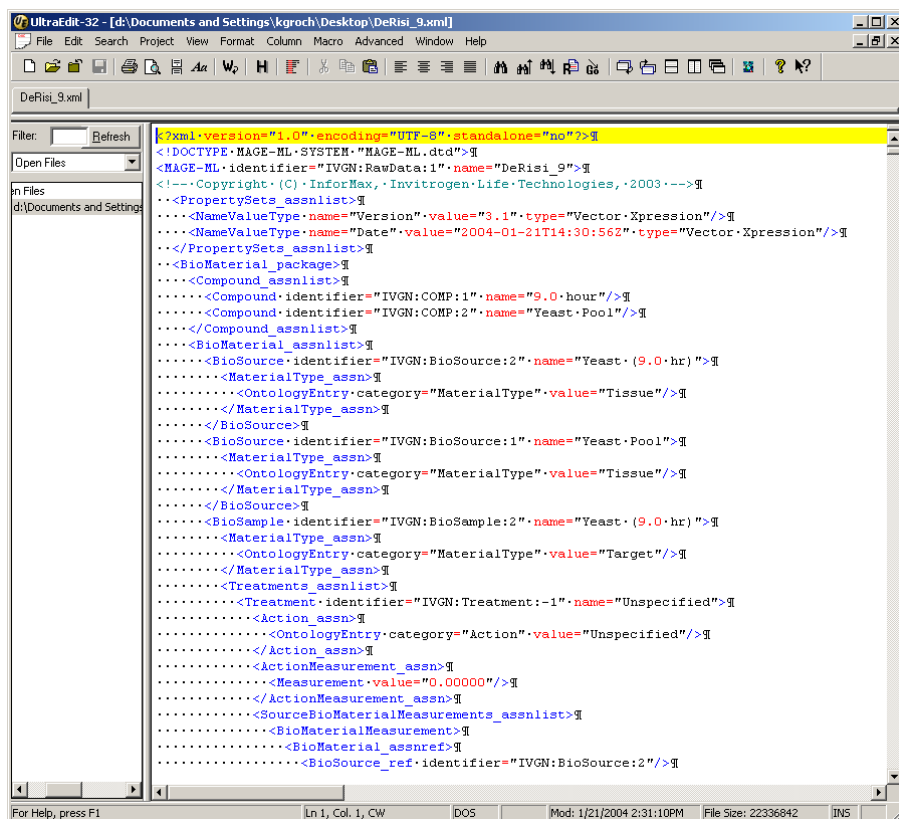 UltraEdit-32 - [d:\Documents and Settings\kgroch\Desktop\DeRisi_9.xml]
File Edit Search Project View Format Column Macro Advanced Window Help
DeRisi_9.xml
Filter: Refresh
Open Files
en Files
d:\Documents and Settings
<?xml·version="1.0"·encoding="UTF-8"·standalone="no"?>¶
<!DOCTYPE·MAGE-ML·SYSTEM·"MAGE-ML.dtd">¶
<MAGE-ML·identifier="IVGN:RawData:1"·name="DeRisi_9">¶
<!--·Copyright·(C)·InforMax,·Invitrogen·Life·Technologies,·2003·-->¶
··<PropertySets_assnlist>¶
····<NameValueType·name="Version"·value="3.1"·type="Vector·Xpression"/>¶
····<NameValueType·name="Date"·value="2004-01-21T14:30:56Z"·type="Vector·Xpression"/>¶
··</PropertySets_assnlist>¶
··<BioMaterial_package>¶
····<Compound_assnlist>¶
······<Compound·identifier="IVGN:COMP:1"·name="9.0·hour"/>¶
······<Compound·identifier="IVGN:COMP:2"·name="Yeast·Pool"/>¶
····</Compound_assnlist>¶
····<BioMaterial_assnlist>¶
······<BioSource·identifier="IVGN:BioSource:2"·name="Yeast·(9.0·hr)">¶
········<MaterialType_assn>¶
··········<OntologyEntry·category="MaterialType"·value="Tissue"/>¶
········</MaterialType_assn>¶
······</BioSource>¶
······<BioSource·identifier="IVGN:BioSource:1"·name="Yeast·Pool">¶
········<MaterialType_assn>¶
··········<OntologyEntry·category="MaterialType"·value="Tissue"/>¶
········</MaterialType_assn>¶
······</BioSource>¶
······<BioSample·identifier="IVGN:BioSample:2"·name="Yeast·(9.0·hr)">¶
········<MaterialType_assn>¶
··········<OntologyEntry·category="MaterialType"·value="Target"/>¶
········</MaterialType_assn>¶
········<Treatments_assnlist>¶
··········<Treatment·identifier="IVGN:Treatment:-1"·name="Unspecified">¶
············<Action_assn>¶
··············<OntologyEntry·category="Action"·value="Unspecified"/>¶
············</Action_assn>¶
············<ActionMeasurement_assn>¶
··············<Measurement·value="0.00000"/>¶
············</ActionMeasurement_assn>¶
············<SourceBioMaterialMeasurements_assnlist>¶
··············<BioMaterialMeasurement>¶
················<BioMaterial_assnref>¶
··················<BioSource_ref·identifier="IVGN:BioSource:2"/>¶
For Help, press F1 Ln 1, Col. 1, CW DOS Mod: 1/21/2004 2:31:10PM File Size: 22336842 INS